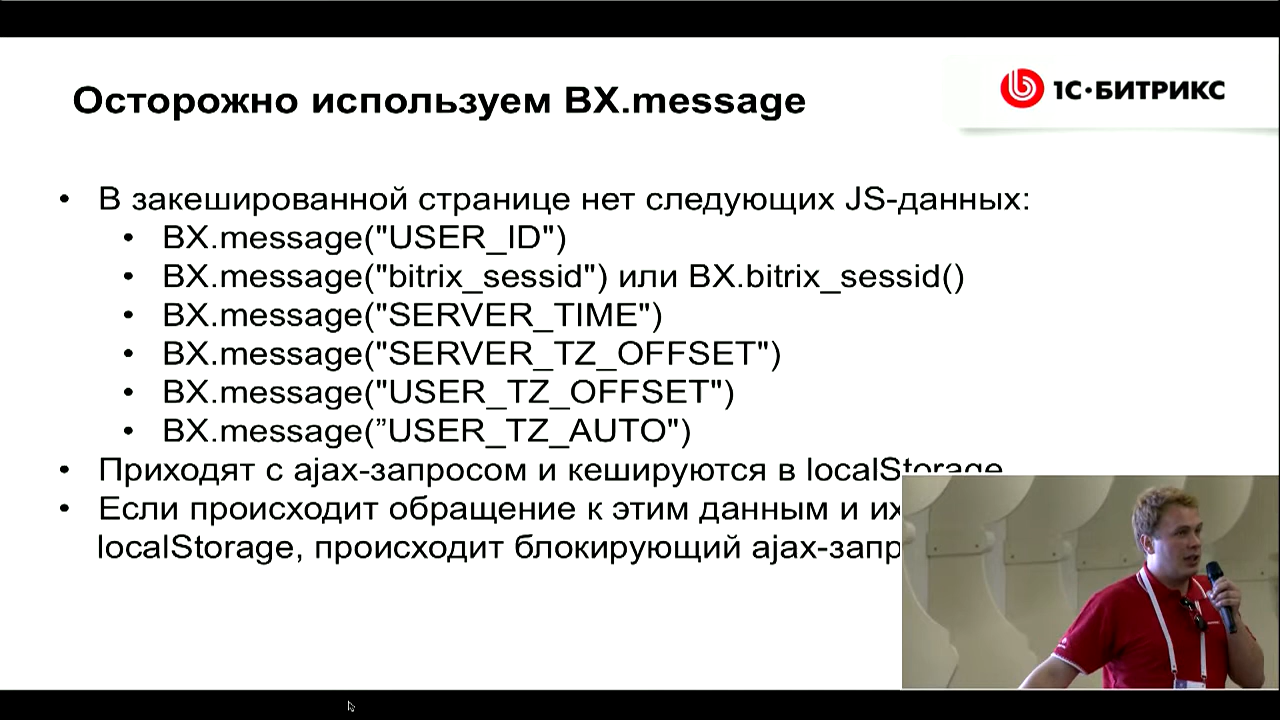 Осторожно используем BX.message
1С·БИТРИКС
• В закешированной странице нет следующих JS-данных:
• BX.message("USER_ID")
• BX.message("bitrix_sessid") или BX.bitrix_sessid()
• BX.message("SERVER_TIME")
• BX.message("SERVER_TZ_OFFSET")
• BX.message("USER_TZ_OFFSET")
• BX.message(”USER_TZ_AUTO")
• Приходят с ajax-запросом и кешируются в localStorage
• Если происходит обращение к этим данным и их
localStorage, происходит блокирующий ajax-запр